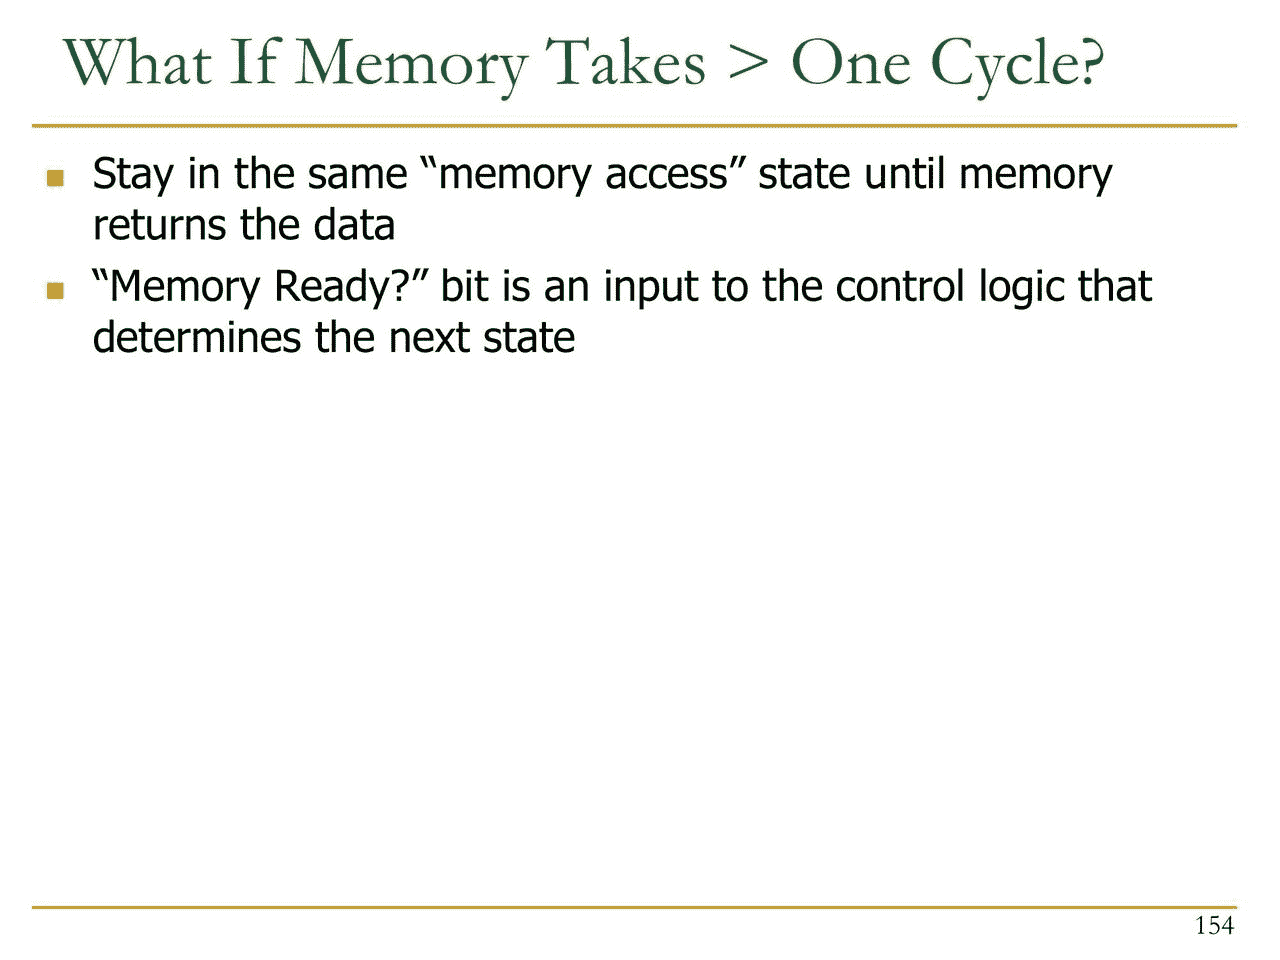 What If Memory Takes > One Cycle?
Stay in the same “memory access” state until memory
returns the data
“Memory Ready?” bit is an input to the control logic that
determines the next state
154